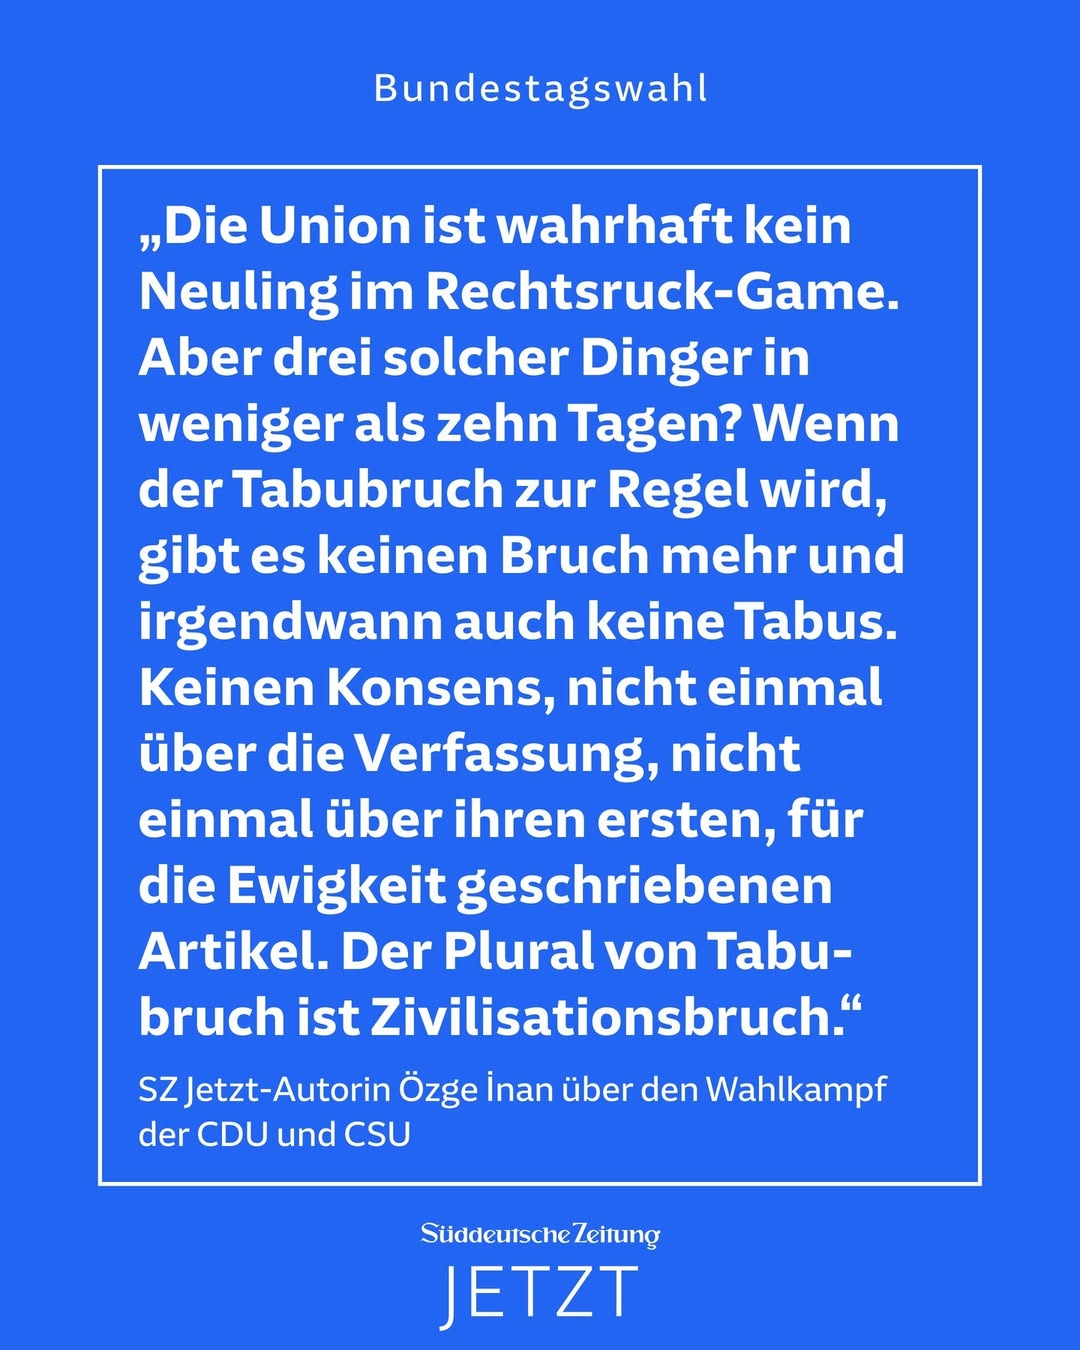 Bundestagswahl
„Die Union ist wahrhaft kein
Neuling im Rechtsruck-Game.
Aber drei solcher Dinger in
weniger als zehn Tagen? Wenn
der Tabubruch zur Regel wird,
gibt es keinen Bruch mehr und
irgendwann auch keine Tabus.
Keinen Konsens, nicht einmal
über die Verfassung, nicht
einmal über ihren ersten, für
die Ewigkeit geschriebenen
Artikel. Der Plural von Tabu-
bruch ist Zivilisationsbruch.“
SZ Jetzt-Autorin Özge İnan über den Wahlkampf
der CDU und CSU
Süddeutsche Zeitung
JETZT